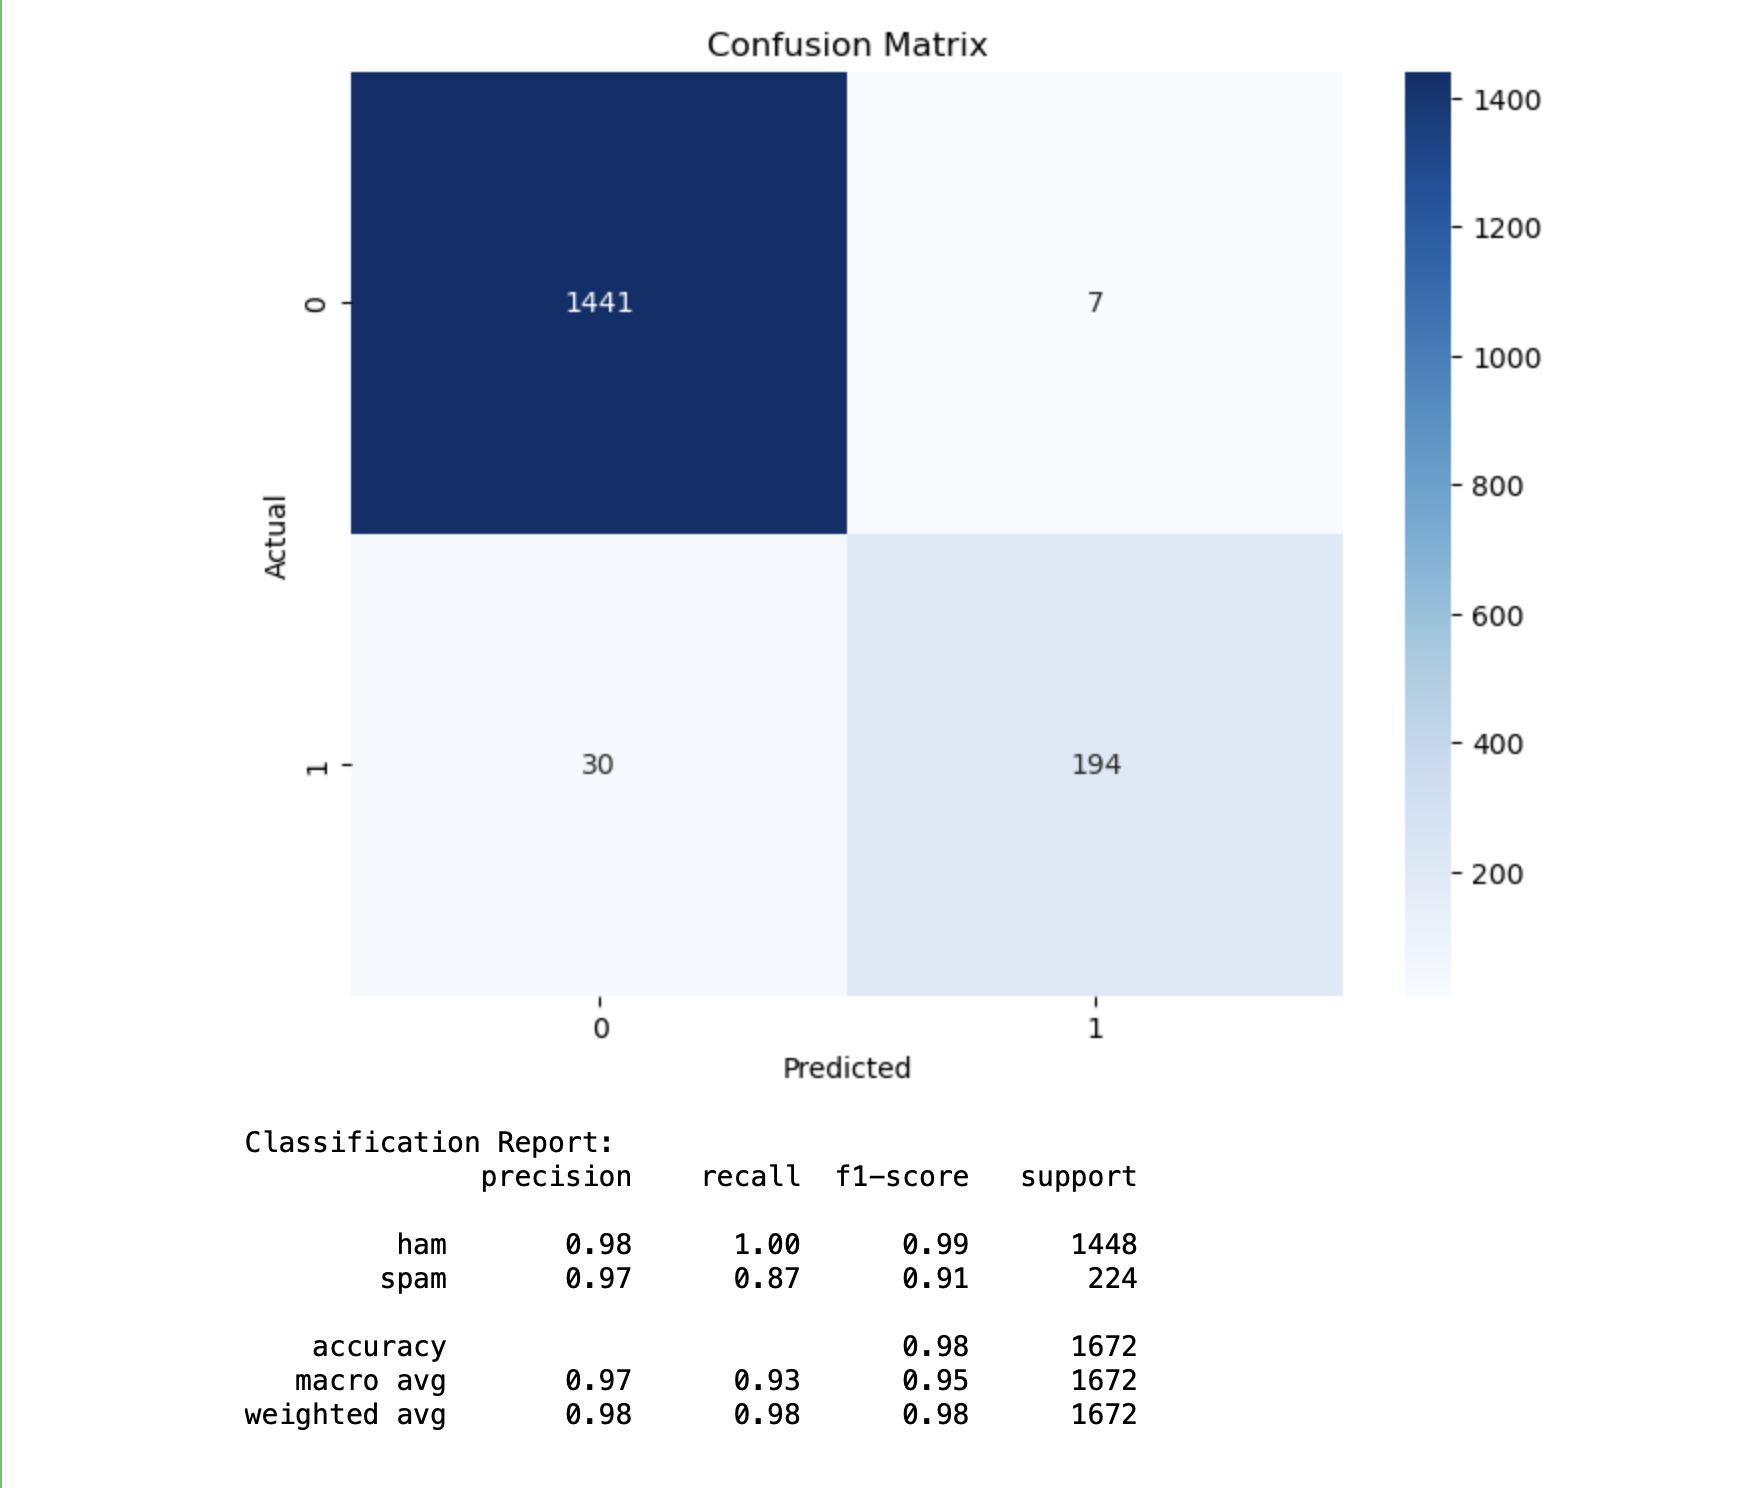 Confusion Matrix
1400
1200
1000
800
600
400
200
Actual
0
1441
7
1
30
194
0 1
Predicted
Classification Report:
precision recall f1-score support
ham 0.98 1.00 0.99 1448
spam 0.97 0.87 0.91 224
accuracy 0.98 1672
macro avg 0.97 0.93 0.95 1672
weighted avg 0.98 0.98 0.98 1672